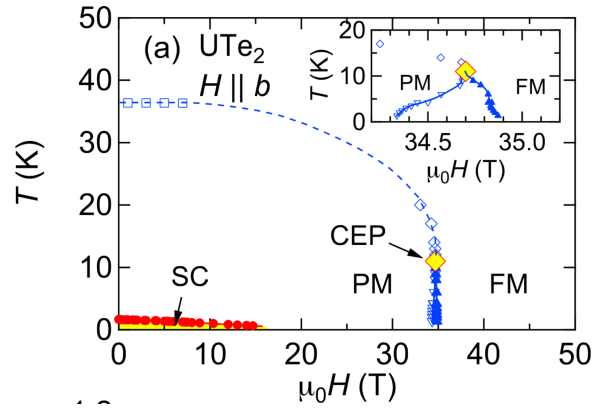 (a) UTe₂
H || b
T (K)
50
40
30
20
10
0
0 10 20 30 40 50
μ₀H (T)
SC
CEP
PM
FM
T (K)
20
10
0
PM
FM
34.5 35.0
μ₀H (T)